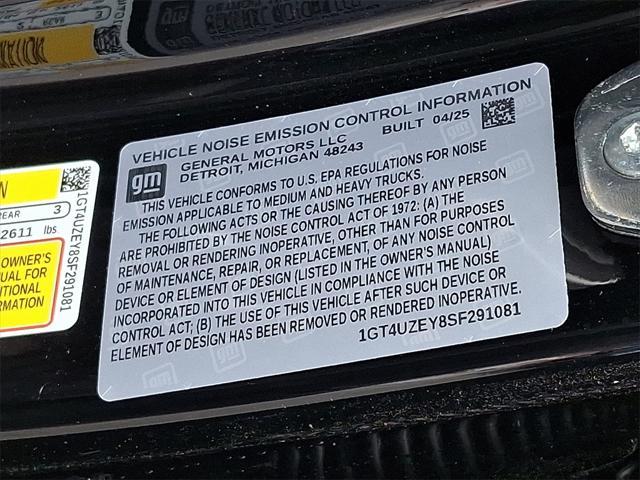 VEHICLE NOISE EMISSION CONTROL INFORMATION
gm
GENERAL MOTORS LLC
DETROIT, MICHIGAN 48243
BUILT 04/25
THIS VEHICLE CONFORMS TO U.S. EPA REGULATIONS FOR NOISE
EMISSION APPLICABLE TO MEDIUM AND HEAVY TRUCKS.
THE FOLLOWING ACTS OR THE CAUSING THEREOF BY ANY PERSON
ARE PROHIBITED BY THE NOISE CONTROL ACT OF 1972: (A) THE
REMOVAL OR RENDERING INOPERATIVE, OTHER THAN FOR PURPOSES
OF MAINTENANCE, REPAIR, OR REPLACEMENT, OF ANY NOISE CONTROL
DEVICE OR ELEMENT OF DESIGN (LISTED IN THE OWNER'S MANUAL)
INCORPORATED INTO THIS VEHICLE IN COMPLIANCE WITH THE NOISE
CONTROL ACT; (B) THE USE OF THIS VEHICLE AFTER SUCH DEVICE OR
ELEMENT OF DESIGN HAS BEEN REMOVED OR RENDERED INOPERATIVE.
1GT4UZEY8SF291081
N
REAR 3
2611 lbs
OWNER'S
UAL FOR
ITIONAL
RMATION
1GT4UZEY8SF291081